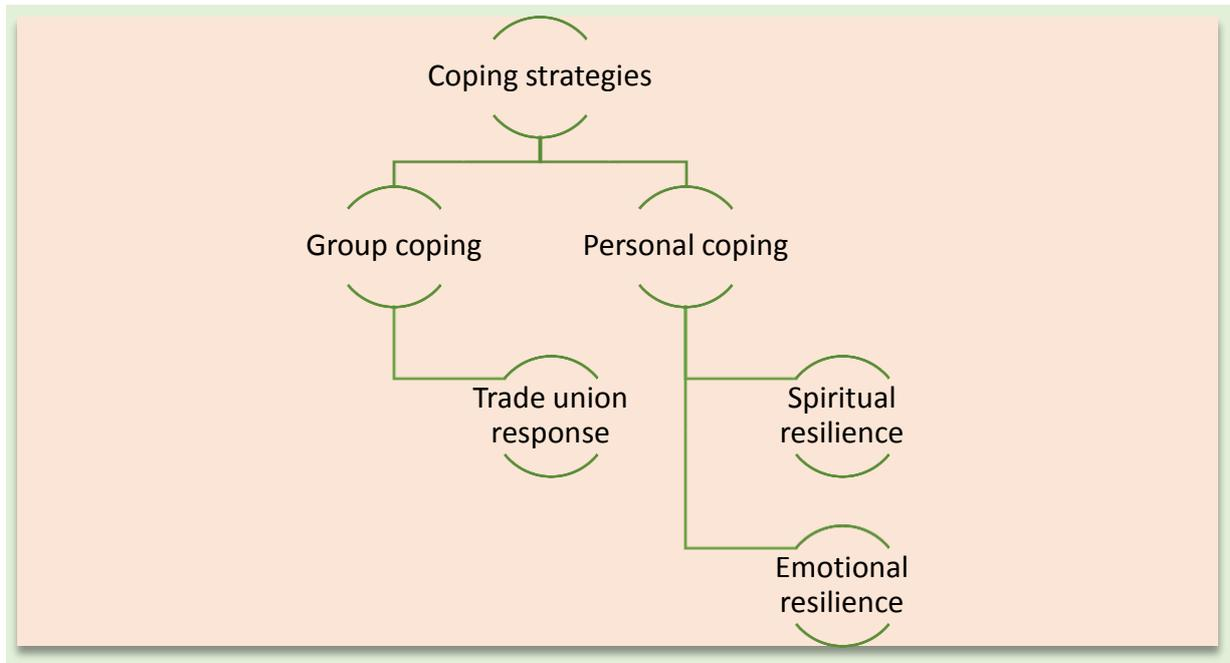 Coping strategies
Group coping
Personal coping
Trade union
response
Spiritual
resilience
Emotional
resilience